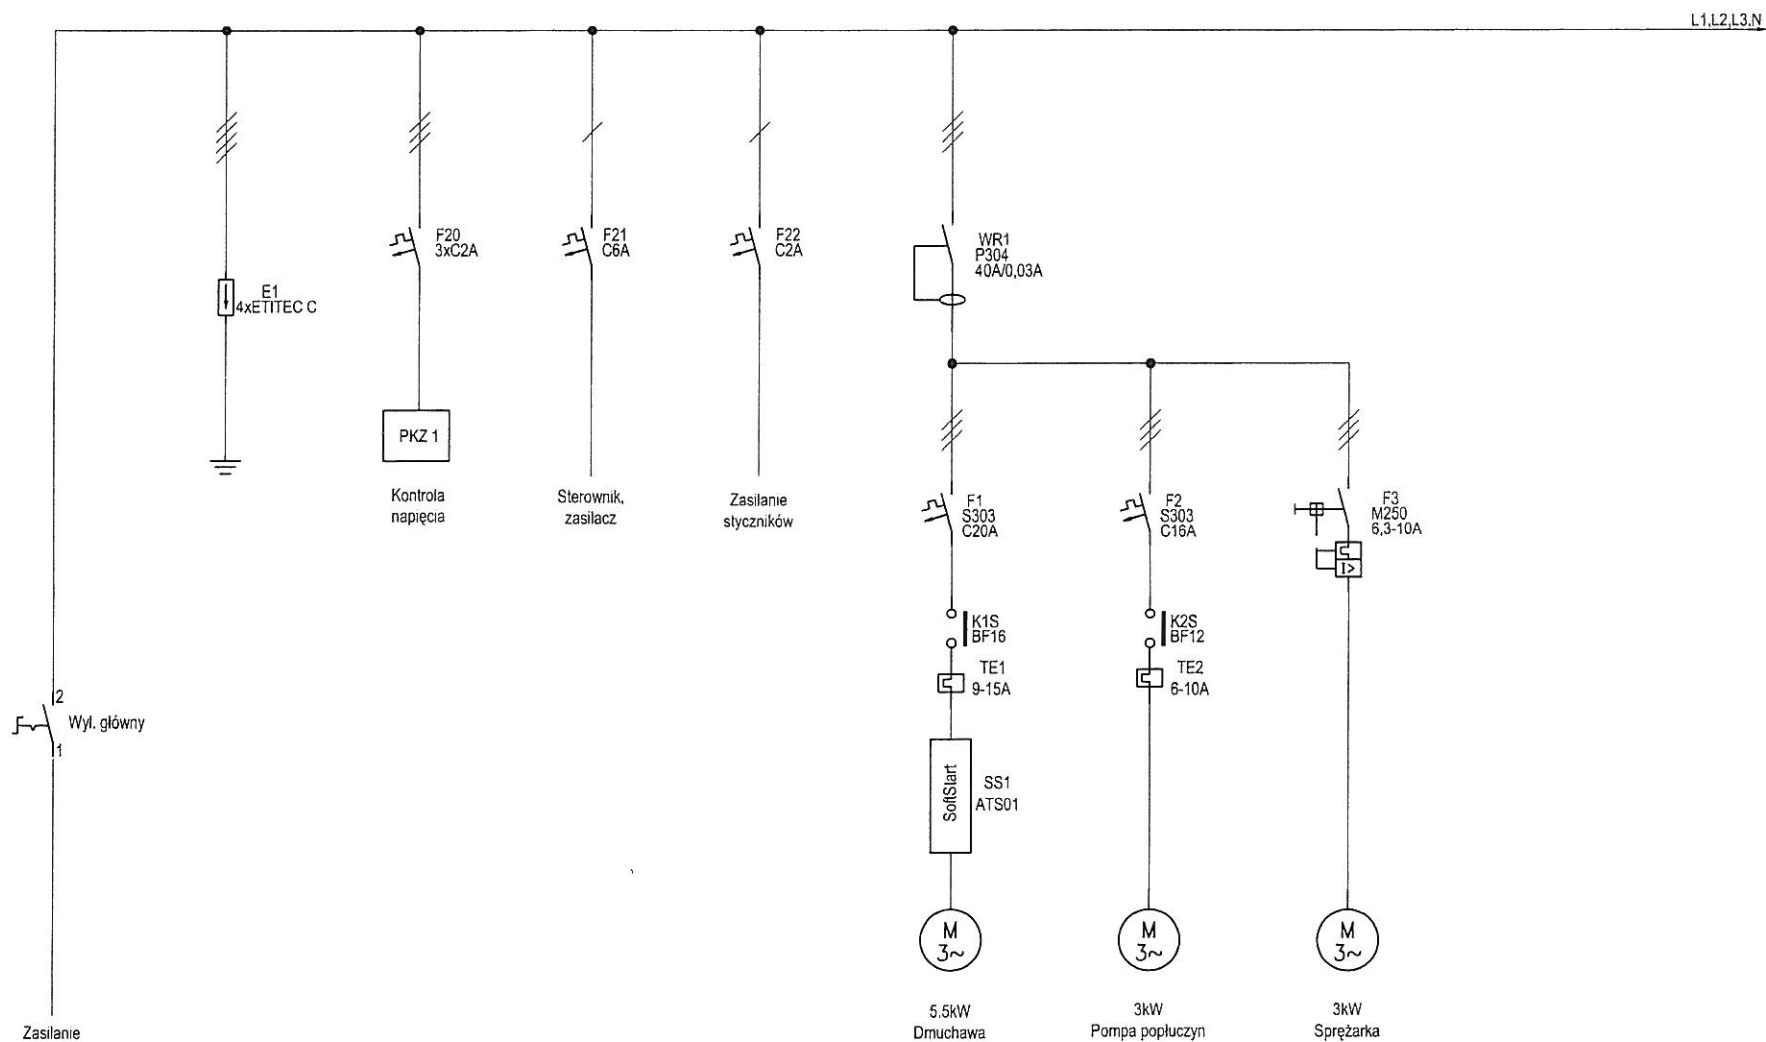 L1,L2,L3,N
F20
3xC2A
F21
C6A
F22
C2A
WR1
P304
40A/0,03A
E1
4xETITEC C
PKZ 1
Kontrola
napięcia
Sterownik,
zasilacz
Zasilanie
styczników
F1
S303
C20A
F2
S303
C16A
F3
M250
6,3-10A
I>
K1S
BF16
K2S
BF12
TE1
9-15A
TE2
6-10A
2
Wył. główny
1
SoftStart
SS1
ATS01
M
3~
M
3~
M
3~
5.5kW
Dmuchawa
3kW
Pompa popłuczyn
3kW
Sprężarka
Zasilanie